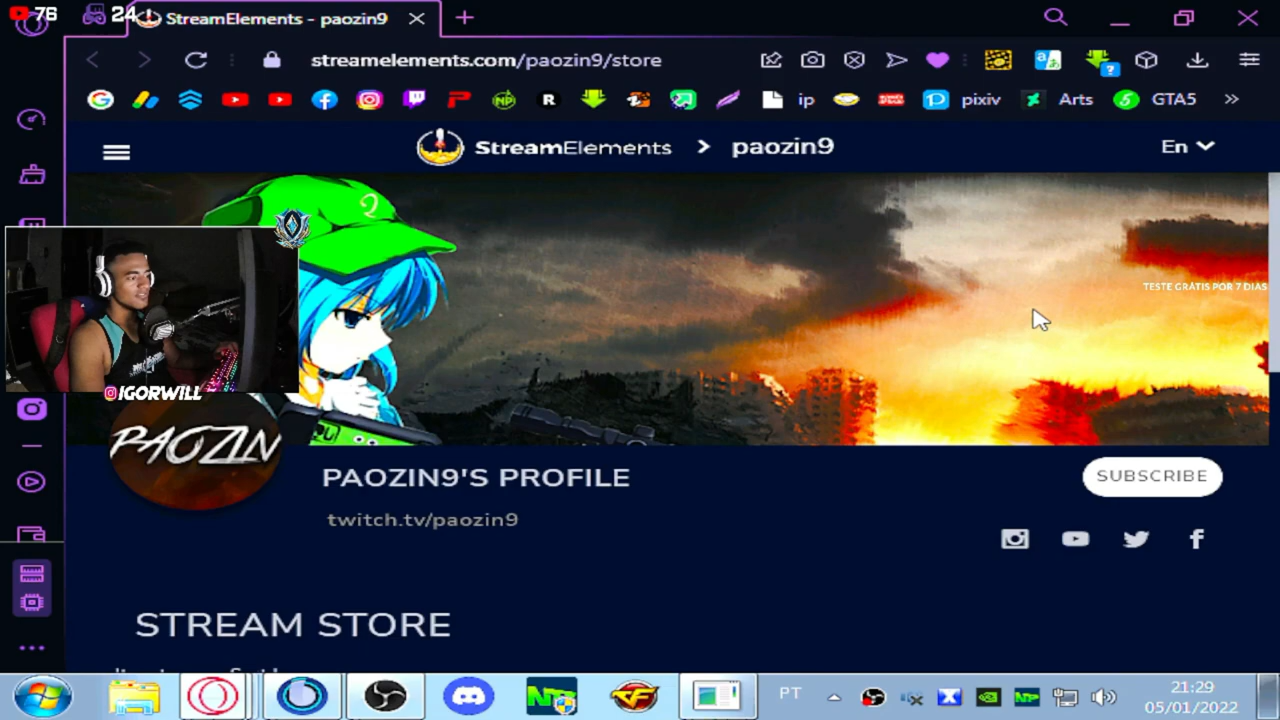 76
24
StreamElements - paozin9
streamelements.com/paozin9/store
ip
pixiv
Arts
GTA5
StreamElements > paozin9
En
2
TESTE GRÁTIS POR 7 DIAS
IGORWILL
PAOZIN
PAOZIN9'S PROFILE
SUBSCRIBE
twitch.tv/paozin9
STREAM STORE
PT
21:29
05/01/2022